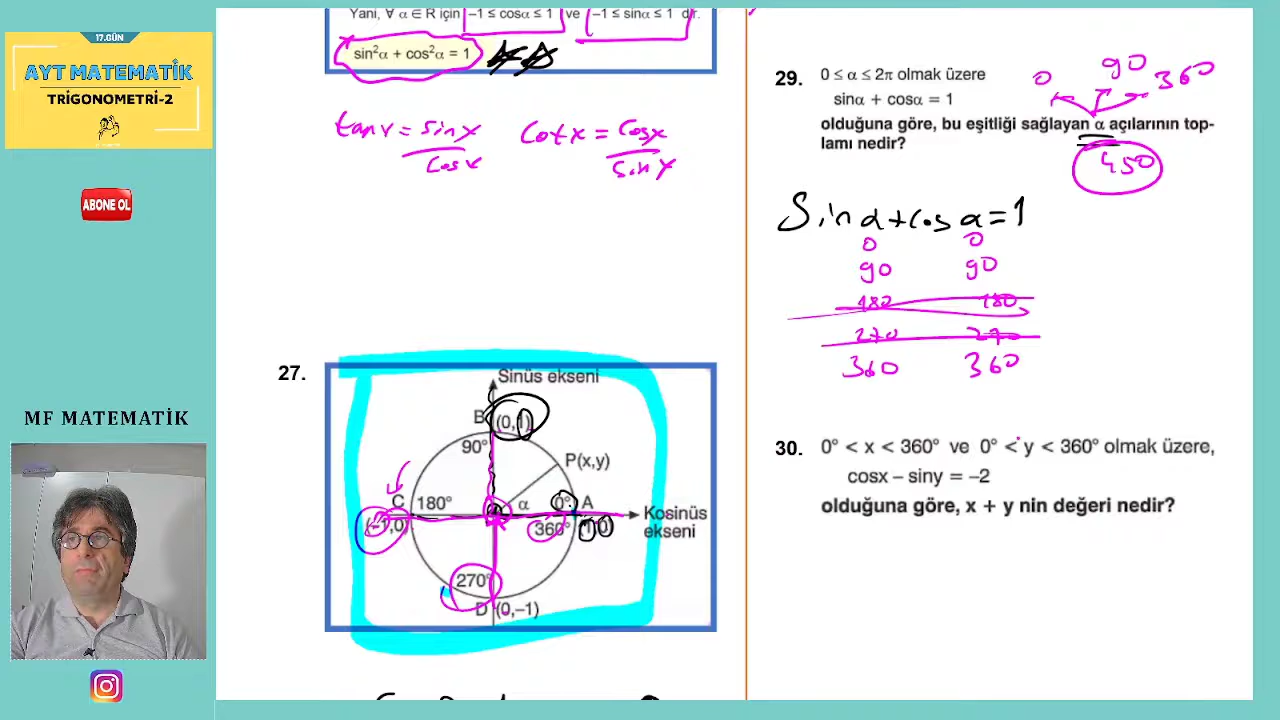 17.GÜN
AYT MATEMATİK
TRİGONOMETRİ-2
ABONE OL
MF MATEMATİK
Yani, ∀ α ∈ R için -1 ≤ cosα ≤ 1 ve -1 ≤ sinα ≤ 1 dir.
sin²α + cos²α = 1
tanx = sinx/cosx cotx = cosx/sinx
27.
Sinüs ekseni
B (0,1)
90°
P(x,y)
C 180° α 0° A
Kosinüs
ekseni
(-1,0) 360° (1,0)
270°
D (0,-1)
29. 0 ≤ α ≤ 2π olmak üzere
sinα + cosα = 1
olduğuna göre, bu eşitliği sağlayan α açılarının top-
lamı nedir?
0 90 360
450
Sin α + cos α = 1
0 0
90 90
180 180
270 270
360 360
30. 0° < x < 360° ve 0° < y < 360° olmak üzere,
cosx – siny = –2
olduğuna göre, x + y nin değeri nedir?